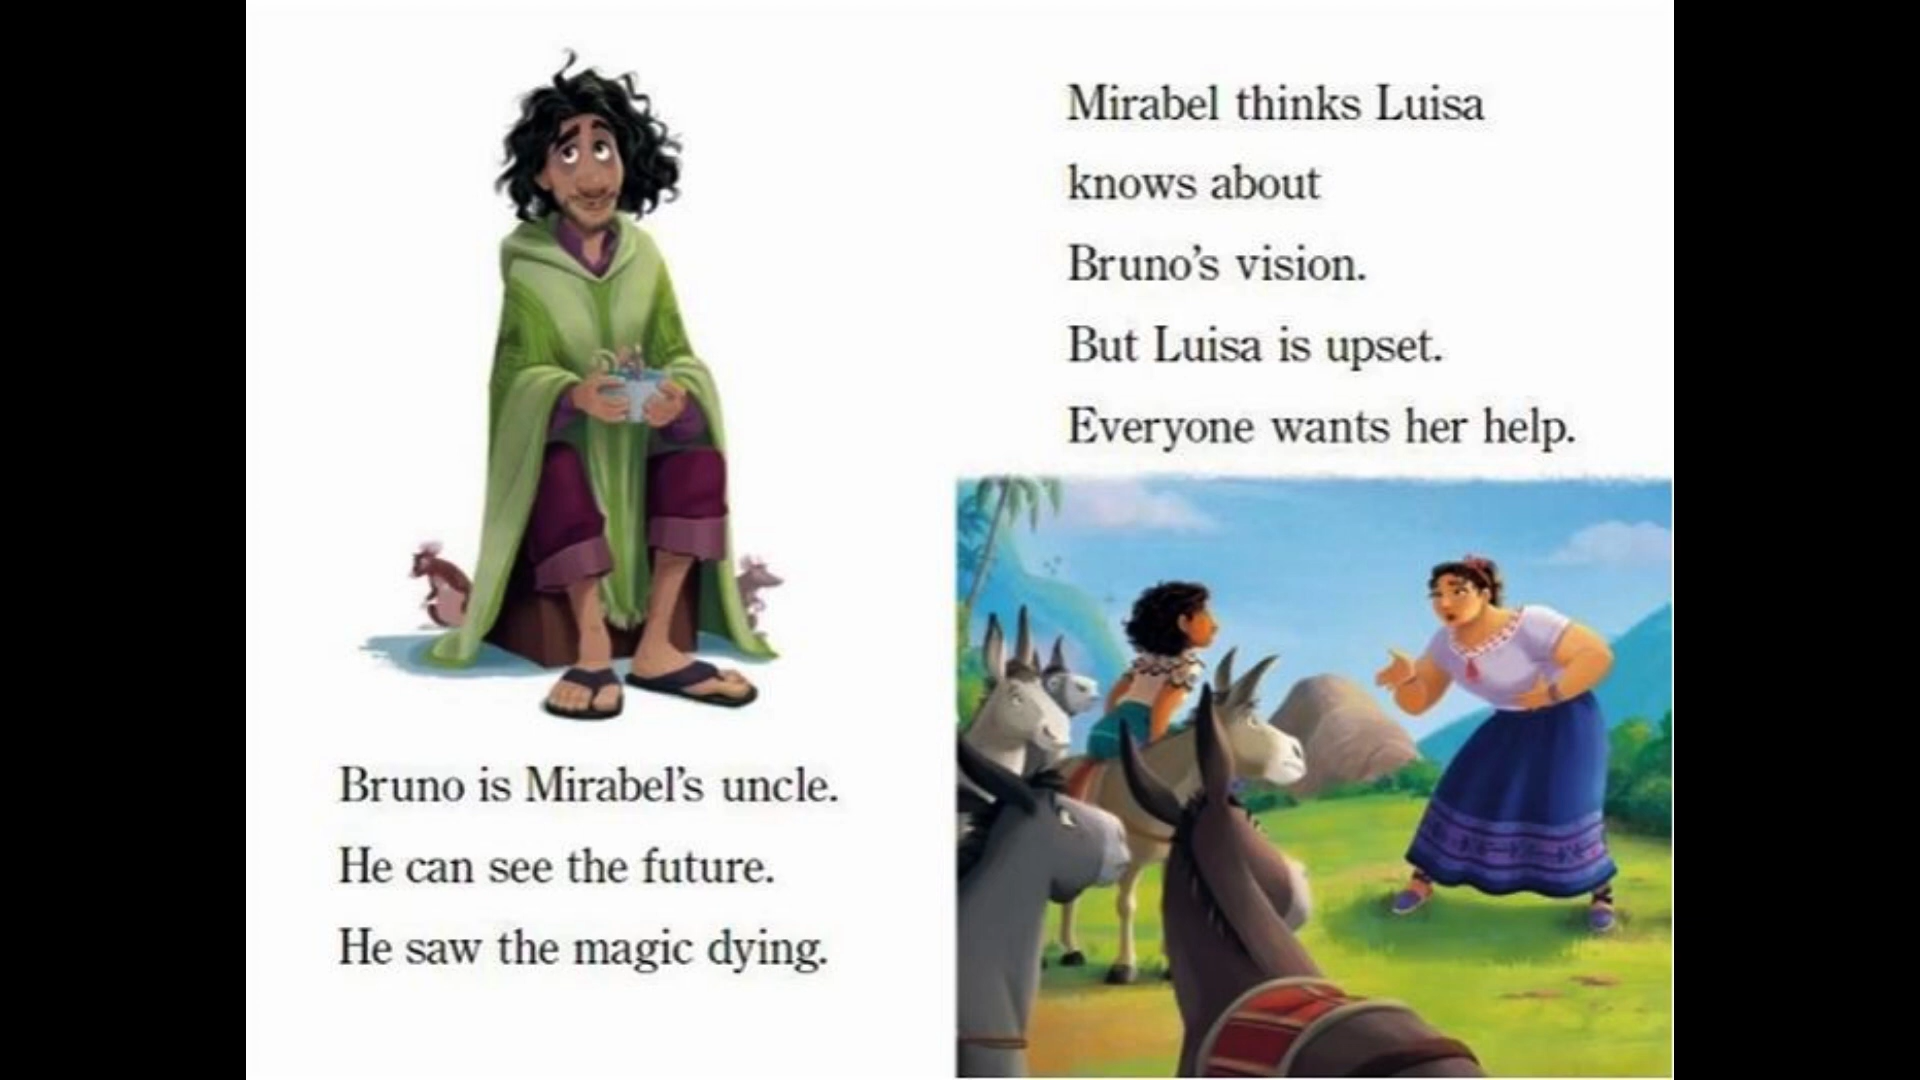 Bruno is Mirabel’s uncle.
He can see the future.
He saw the magic dying.
Mirabel thinks Luisa
knows about
Bruno’s vision.
But Luisa is upset.
Everyone wants her help.